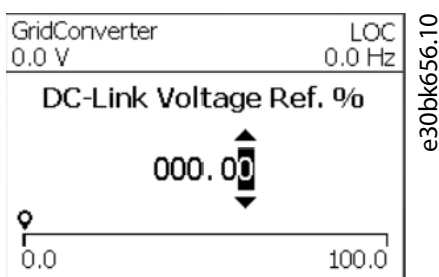 GridConverter LOC
0.0 V 0.0 Hz
DC-Link Voltage Ref. %
000.00
0.0 100.0
e30bk656.10